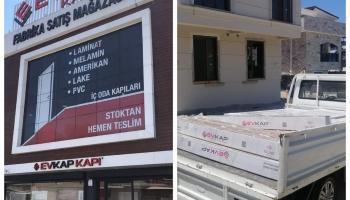 FABRİKA SATIŞ MAĞAZASI
• LAMİNAT
• MELAMİN
• AMERİKAN
• LAKE
• PVC
İÇ ODA KAPILARI
STOKTAN
HEMEN TESLİM
EVKAP KAPI
EVKAP
EVKAP